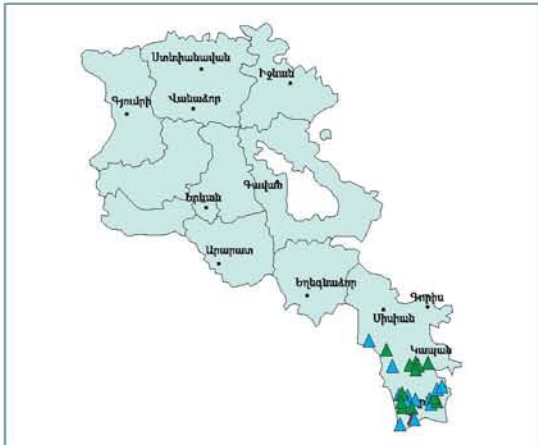 Ստեփանավան
Իջևան
Գյումրի
Վանաձոր
Գավառ
Երևան
Արարատ
Եղեգնաձոր
Գորիս
Սիսիան
Կապան